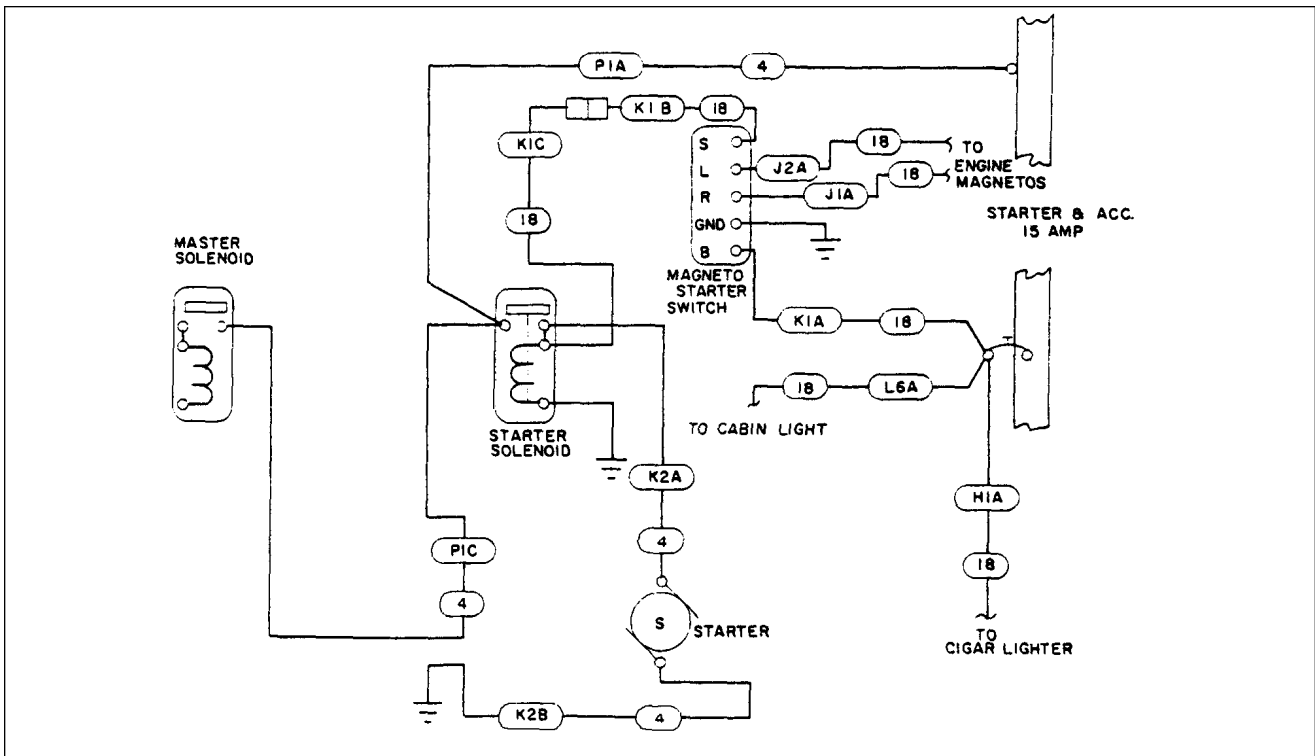 P1A
4
K1B
18
K1C
S
L
R
GND
B
J2A
18
TO
ENGINE
MAGNETOS
J1A
18
STARTER & ACC.
15 AMP
18
MASTER
SOLENOID
MAGNETO
STARTER
SWITCH
K1A
18
18
L6A
TO CABIN LIGHT
STARTER
SOLENOID
K2A
H1A
4
P1C
18
4
S
STARTER
TO
CIGAR LIGHTER
K2B
4